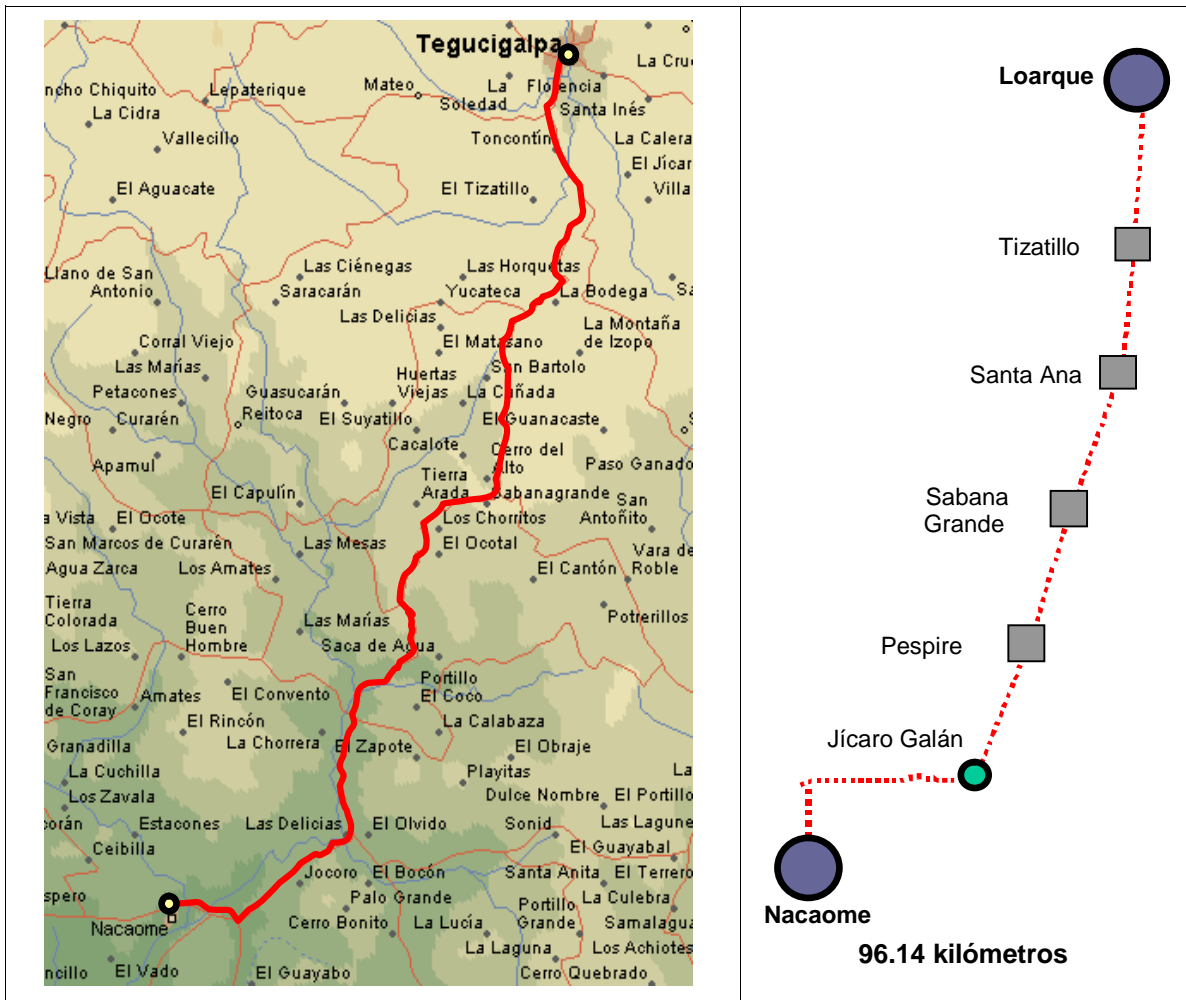 Tegucigalpa
La Cruc
ncho Chiquito
Lepaterique
Mateo
La
Soledad
Florencia
La Cidra
Santa Inés
Vallecillo
Toncontín
La Calera
El Jícar
El Aguacate
El Tizatillo
Villa
Llano de San
Antonio
Las Ciénegas
Las Horquetas
Saracarán
Yucateca
La Bodega
Sa
Las Delicias
La Montaña
de Izopo
Corral Viejo
El Matasano
Las Marías
Huertas
Viejas
San Bartolo
Petacones
Guasucarán
La Cañada
Negro
Curarén
Reitoca
El Suyatillo
El Guanacaste
S
Cacalote
Cerro del
Alto
Apamul
Paso Ganado
Tierra
Arada
El Capulín
Sabanagrande
San
Antoñito
a Vista
El Ocote
Los Chorritos
San Marcos de Curarén
Las Mesas
El Ocotal
Vara de
Roble
Agua Zarca
Los Amates
El Cantón
Tierra
Colorada
Cerro
Buen
Hombre
Las Marías
Potrerillos
Los Lazos
Saca de Agua
San
Francisco
de Coray
Amates
El Convento
Portillo
El Coco
El Rincón
La Calabaza
Granadilla
La Chorrera
El Zapote
El Obraje
La Cuchilla
Playitas
La
Los Zavala
Dulce Nombre
El Portillo
corán
Estacones
Las Delicias
El Olvido
Sonid
Las Lagune
Ceibilla
El Guayabal
Jocoro
El Bocón
Santa Anita
El Terrero
spero
Palo Grande
Portillo
Grande
La Culebra
Nacaome
Cerro Bonito
La Lucía
Samalagua
La Laguna
Los Achiotes
ncillo
El Vado
El Guayabo
Cerro Quebrado
Loarque
Tizatillo
Santa Ana
Sabana
Grande
Pespire
Jícaro Galán
Nacaome
96.14 kilómetros